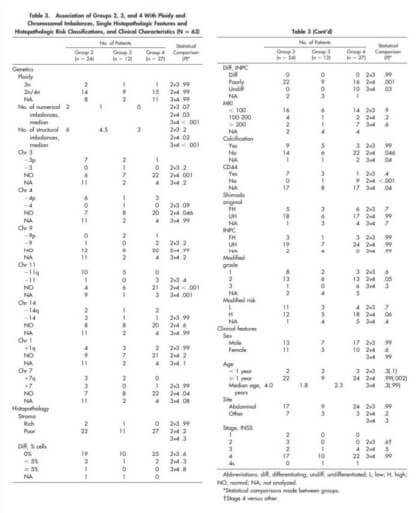 Table 3. Association of Groups 2, 3, and 4 With Ploidy and
Chromosomal Imbalances, Single Histopathologic Features and
Histopathologic Risk Classifications, and Clinical Characteristics (N = 63)
No. of Patients
Group 2 Group 3 Group 4 Statistical
(n = 24) (n = 12) (n = 27) Comparison
(P)*
Genetics
Ploidy
3n 2 1 1 2v3 .99
2n/4n 14 9 15 2v4 .99
NA 8 2 11 3v4 .99
No. of numerical 2 1 0 2v3 .07
imbalances, 2v4 .03
median 3v4 < .001
No. of structural 6 4.5 3 2v3 .2
imbalances, 2v4 .02
median 3v4 < .001
Chr 3
−3p 7 2 1
−3 0 1 0 2v3 .2
NO 6 7 22 2v4 .001
NA 11 2 4 3v4 .2
Chr 4
−4p 6 1 3
−4 0 1 0 2v3 .09
NO 7 8 20 2v4 .046
NA 11 2 4 3v4 .99
Chr 9
−9p 0 2 1
−9 1 0 2 2v3 .2
NO 12 8 20 2v4 .99
NA 11 2 4 3v4 .2
Chr 11
−11q 10 5 0
−11 1 0 3 2v3 .4
NO 4 6 21 2v4 < .001
NA 9 1 3 3v4 .001
Chr 14
−14q 2 1 2
−14 3 1 1 2v3 .99
NO 8 8 20 2v4 .6
NA 11 2 4 3v4 .99
Chr 1
+1q 4 3 2 2v3 .99
NO 9 7 21 2v4 .2
NA 11 2 4 3v4 .1
Chr 7
+7q 3 2 0
+7 3 0 1 2v3 .99
NO 7 8 22 2v4 .04
NA 11 2 4 3v4 .08
Histopathology
Stroma
Rich 2 1 0 2v3 .99
Poor 22 11 27 2v4 .2
3v4 .3
Diff, % cells
0% 19 10 25 2v3 .6
< 5% 3 1 2 2v4 .3
≥ 5% 1 0 0 3v4 .8
NA 1 1 0
Table 3 (Cont'd)
No. of Patients
Group 2 Group 3 Group 4 Statistical
(n = 24) (n = 12) (n = 27) Comparison
(P)*
Diff, INPC
Diff 0 0 0 2v3 .99
Poorly 22 9 16 2v4 .001
Undiff 0 0 10 3v4 .03
NA 2 3 1
MKI
< 100 16 6 14 2v3 .9
100-200 4 1 2 2v4 .2
> 200 2 1 7 3v4 .6
NA 2 4 4
Calcification
Yes 9 5 3 2v3 .99
No 14 6 22 2v4 .046
NA 1 1 2 3v4 .04
CD44
Yes 7 3 1 2v3 .4
No 0 1 9 2v4 < .001
NA 17 8 17 3v4 .04
Shimada
original
FH 5 3 6 2v3 .7
UH 18 6 17 2v4 .99
NA 1 3 4 3v4 .7
INPC
FH 3 1 3 2v3 .99
UH 19 7 24 2v4 .99
NA 2 4 0 3v4 .99
Modified
grade
1 8 2 3 2v3 .6
2 13 6 13 2v4 .05
3 1 0 6 3v4 .3
NA 2 4 5
Modified risk
L 11 3 4 2v3 .7
H 12 5 18 2v4 .06
NA 1 4 5 3v4 .4
Clinical features
Sex
Male 13 7 17 2v3 .99
Female 11 5 10 2v4 .6
3v4 .99
Age
< 1 year 2 3 3 2v3 .3(.1)
> 1 year 22 9 24 2v4 .99(.002)
Median age, 4.0 1.8 2.3 3v4 .3(.99)
years
Site
Abdominal 17 9 24 2v3 .99
Other 7 3 3 2v4 .2
3v4 .3
Stage, INSS
1 2 0 0
2 3 0 0 2v3 .6†
3 2 1 4 2v4 .5
4 17 10 22 3v4 .99
4s 0 1 1
Abbreviations: diff, differentiating; undiff, undifferentiated; L, low; H, high;
NO, normal; NA, not analyzed.
*Statistical comparisons made between groups.
†Stage 4 versus other.